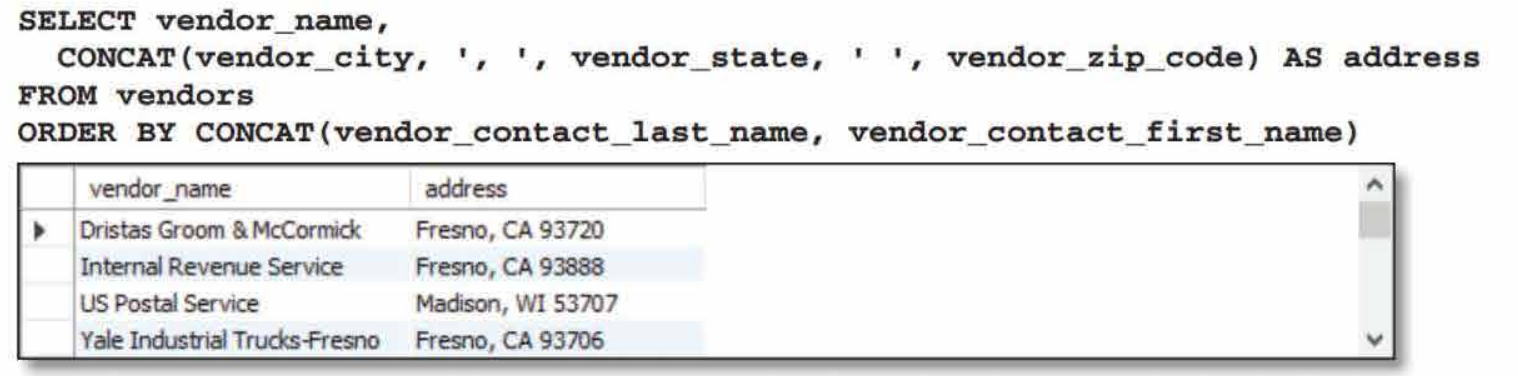 SELECT vendor_name,
CONCAT(vendor_city, ', ', vendor_state, ' ', vendor_zip_code) AS address
FROM vendors
ORDER BY CONCAT(vendor_contact_last_name, vendor_contact_first_name)
vendor_name address
Dristas Groom & McCormick Fresno, CA 93720
Internal Revenue Service Fresno, CA 93888
US Postal Service Madison, WI 53707
Yale Industrial Trucks-Fresno Fresno, CA 93706